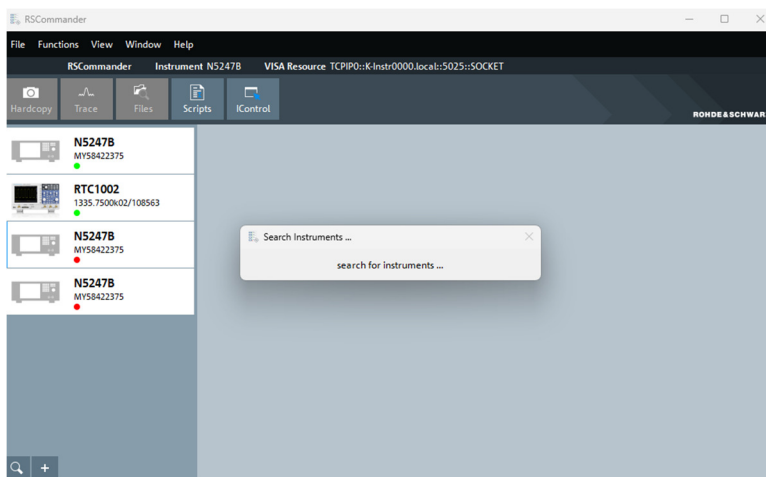 RSCommander
File Functions View Window Help
RSCommander Instrument N5247B VISA Resource TCPIP0::K-Instr0000.local::5025::SOCKET
Hardcopy Trace Files Scripts IControl
ROHDE&SCHWAR
N5247B
MY58422375
RTC1002
1335.7500k02/108563
N5247B
MY58422375
N5247B
MY58422375
Search Instruments ...
search for instruments ...